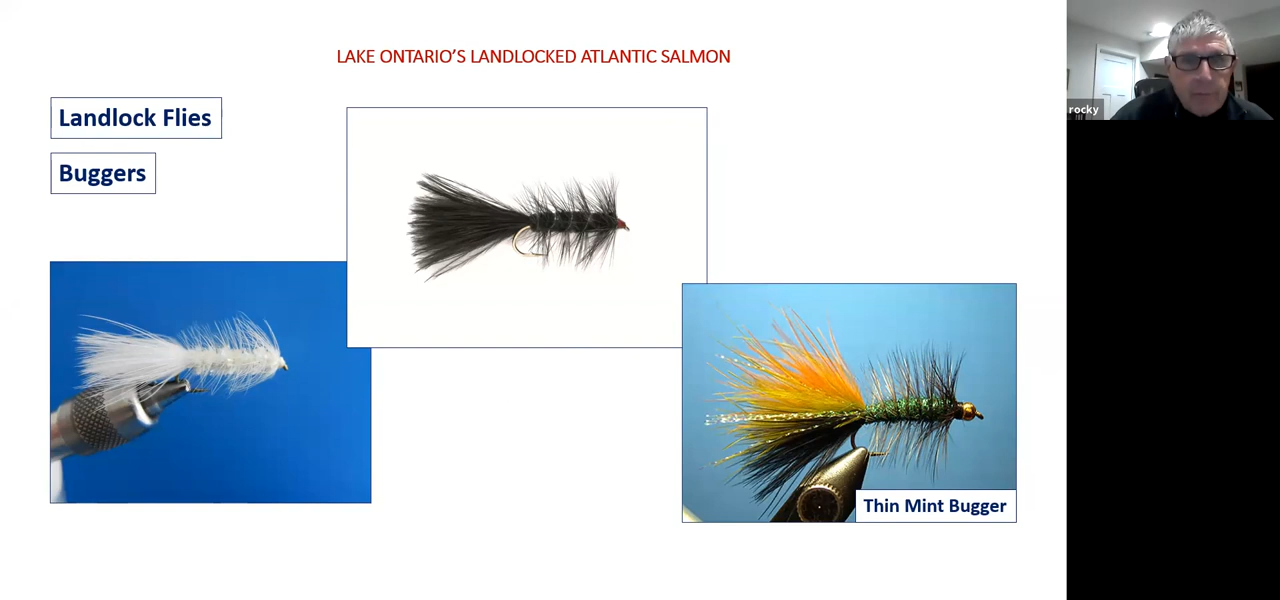 LAKE ONTARIO’S LANDLOCKED ATLANTIC SALMON
Landlock Flies
Buggers
Thin Mint Bugger
rocky